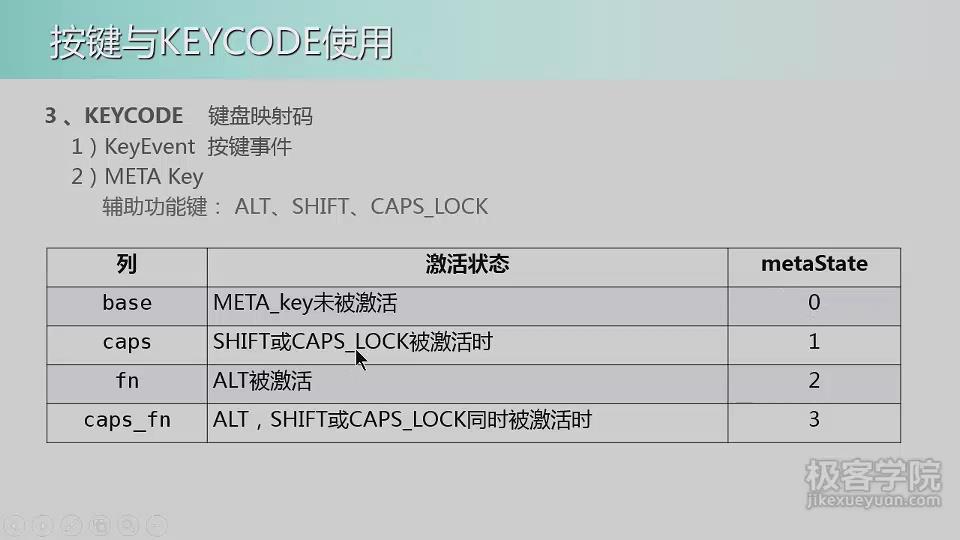 按键与KEYCODE使用
3、KEYCODE 键盘映射码
1）KeyEvent 按键事件
2）META Key
辅助功能键： ALT、SHIFT、CAPS_LOCK
列 激活状态 metaState
base META_key未被激活 0
caps SHIFT或CAPS_LOCK被激活时 1
fn ALT被激活 2
caps_fn ALT，SHIFT或CAPS_LOCK同时被激活时 3
极客学院
jikexueyuan.com